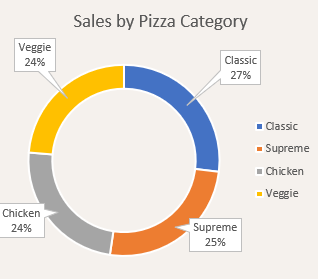 Sales by Pizza Category
Veggie
24%
Classic
27%
Classic
Supreme
Chicken
Veggie
Chicken
24%
Supreme
25%